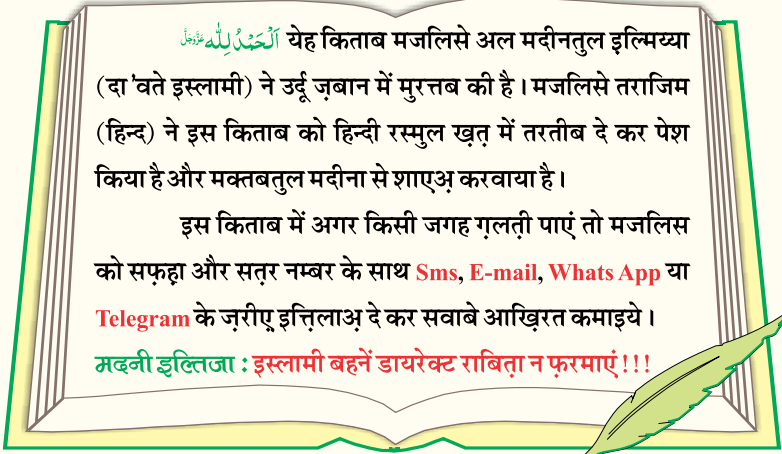 اَلْحَمْدُ لِلّٰه عَزَّوَجَلَّ येह किताब मजलिसे अल मदीनतुल इ़ल्मिय्या
(दा 'वते इस्लामी) ने उर्दू ज़बान में मुरत्तब की है। मजलिसे तराजिम
(हिन्द) ने इस किताब को हिन्दी रस्मुल ख़त़ में तरतीब दे कर पेश
किया है और मक्तबतुल मदीना से शाएअ़ करवाया है।
इस किताब में अगर किसी जगह ग़लत़ी पाएं तो मजलिस
को सफ़ह़ा और सत़र नम्बर के साथ Sms, E-mail, Whats App या
Telegram के ज़रीए़ इत्त़िलाअ़ दे कर सवाबे आख़िरत कमाइये।
मदनी इल्तिजा : इस्लामी बहनें डायरेक्ट राबित़ा न फ़रमाएं !!!